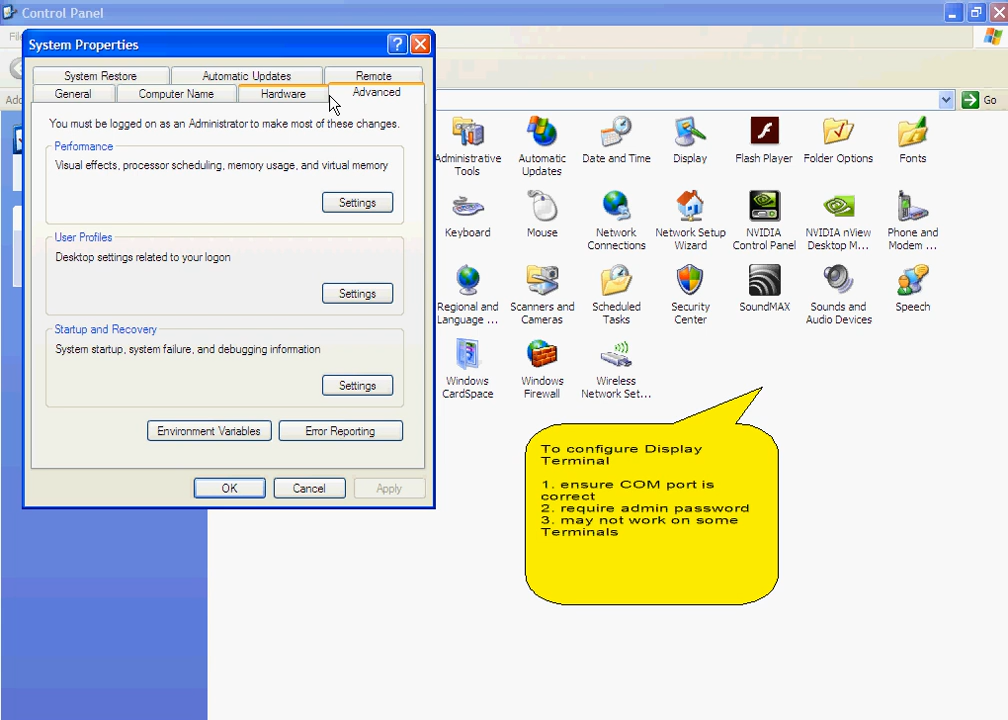 Control Panel
System Properties
System Restore
Automatic Updates
Remote
General
Computer Name
Hardware
Advanced
You must be logged on as an Administrator to make most of these changes.
Performance
Visual effects, processor scheduling, memory usage, and virtual memory
Settings
User Profiles
Desktop settings related to your logon
Settings
Startup and Recovery
System startup, system failure, and debugging information
Settings
Environment Variables
Error Reporting
OK
Cancel
Apply
Go
Administrative
Tools
Automatic
Updates
Date and Time
Display
Flash Player
Folder Options
Fonts
Keyboard
Mouse
Network
Connections
Network Setup
Wizard
NVIDIA
Control Panel
NVIDIA nView
Desktop M...
Phone and
Modem ...
Regional and
Language ...
Scanners and
Cameras
Scheduled
Tasks
Security
Center
SoundMAX
Sounds and
Audio Devices
Speech
Windows
CardSpace
Windows
Firewall
Wireless
Network Set...
To configure Display
Terminal
1. ensure COM port is
correct
2. require admin password
3. may not work on some
Terminals